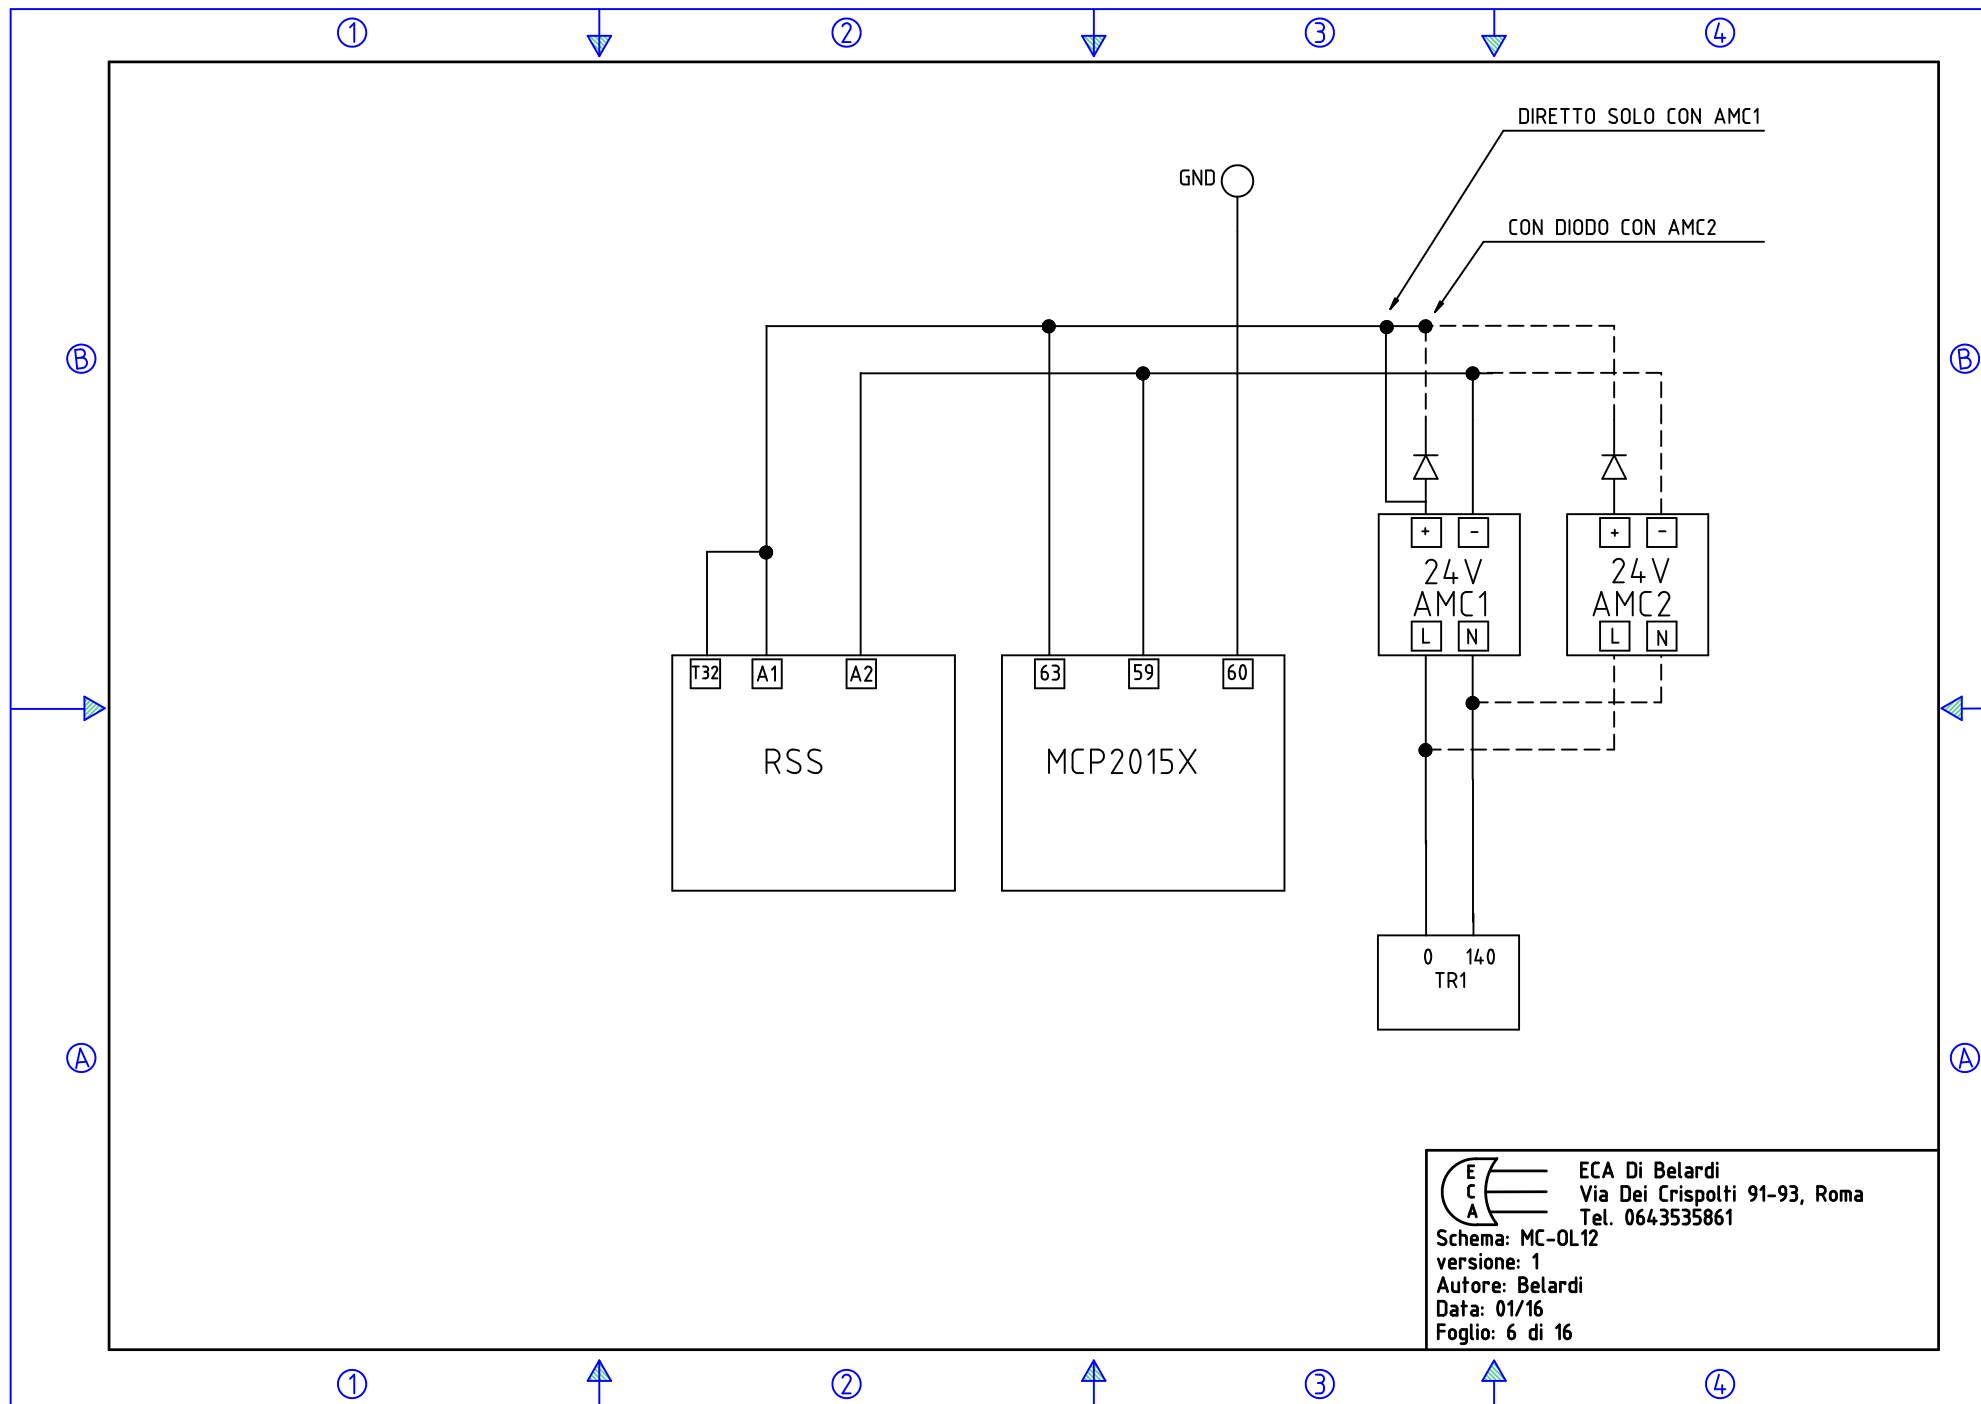 1 2 3 4
DIRETTO SOLO CON AMC1
GND
CON DIODO CON AMC2
B B
+ - + -
24V 24V
AMC1 AMC2
L N L N
T32 A1 A2 63 59 60
RSS MCP2015X
0 140
TR1
A A
E
C
A
ECA Di Belardi
Via Dei Crispolti 91-93, Roma
Tel. 0643535861
Schema: MC-OL12
versione: 1
Autore: Belardi
Data: 01/16
Foglio: 6 di 16
1 2 3 4